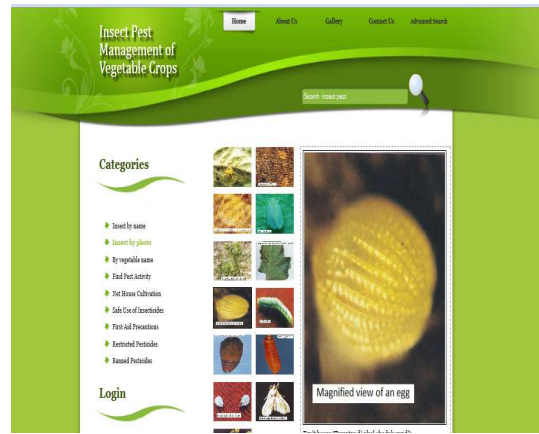 Insect Pest
Management of
Vegetable Crops
Home
About Us
Gallery
Contact Us
Advanced Search
Search insect pest
Categories
Insect by name
Insect by photo
By vegetable name
Find Pest Activity
Net House Cultivation
Safe Use of Insecticides
First Aid Precautions
Restricted Pesticides
Banned Pesticides
Login
Magnified view of an egg